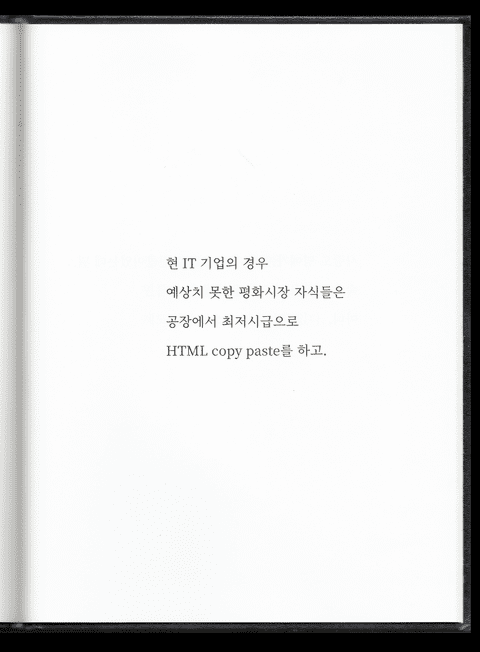 현 IT 기업의 경우
예상치 못한 평화시장 자식들은
공장에서 최저시급으로
HTML copy paste를 하고.